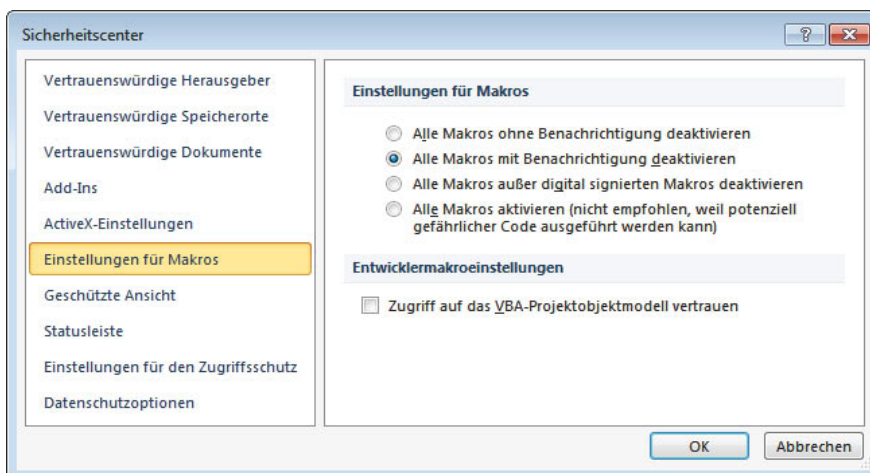 Sicherheitscenter
Vertrauenswürdige Herausgeber
Vertrauenswürdige Speicherorte
Vertrauenswürdige Dokumente
Add-Ins
ActiveX-Einstellungen
Einstellungen für Makros
Geschützte Ansicht
Statusleiste
Einstellungen für den Zugriffsschutz
Datenschutzoptionen
Einstellungen für Makros
Alle Makros ohne Benachrichtigung deaktivieren
Alle Makros mit Benachrichtigung deaktivieren
Alle Makros außer digital signierten Makros deaktivieren
Alle Makros aktivieren (nicht empfohlen, weil potenziell
gefährlicher Code ausgeführt werden kann)
Entwicklermakroeinstellungen
Zugriff auf das VBA-Projektobjektmodell vertrauen
OK
Abbrechen